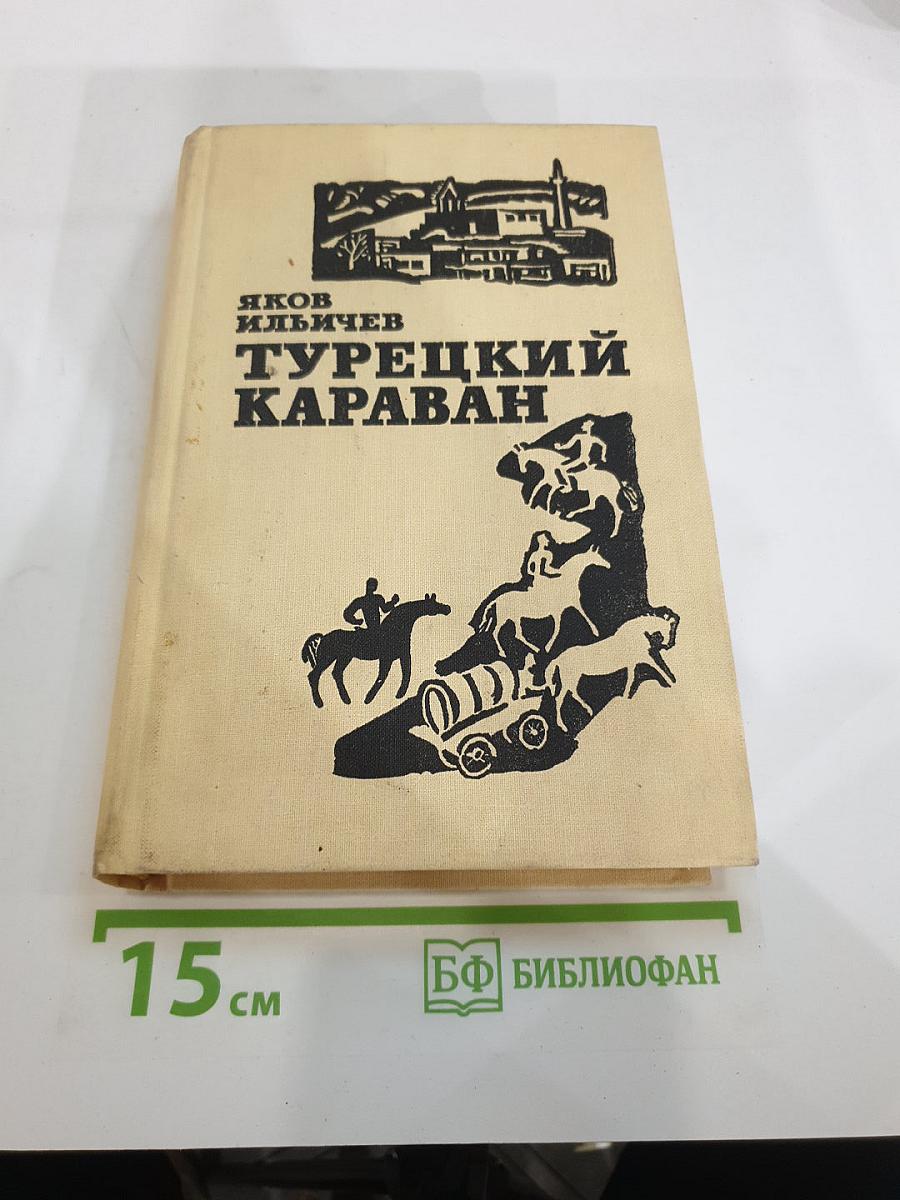 ЯКОВ
ИЛЬИЧЕВ
ТУРЕЦКИЙ
КАРАВАН
15 см
БФ БИБЛИОФАН